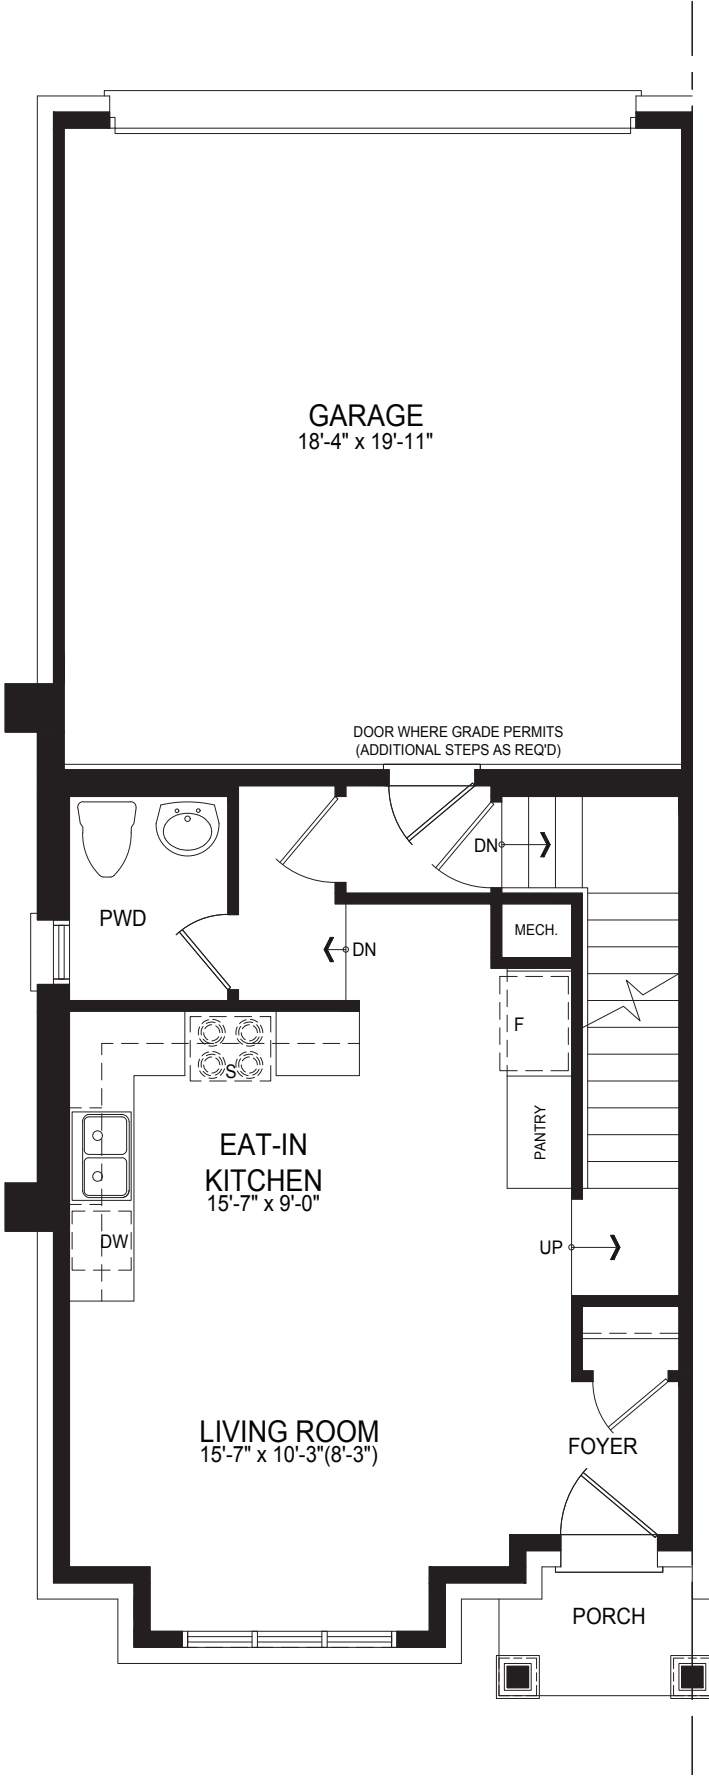 GARAGE
18'-4" x 19'-11"
DOOR WHERE GRADE PERMITS
(ADDITIONAL STEPS AS REQ'D)
DN
PWD
MECH.
DN
F
S
PANTRY
EAT-IN
KITCHEN
15'-7" x 9'-0"
DW
UP
LIVING ROOM
15'-7" x 10'-3"(8'-3")
FOYER
PORCH